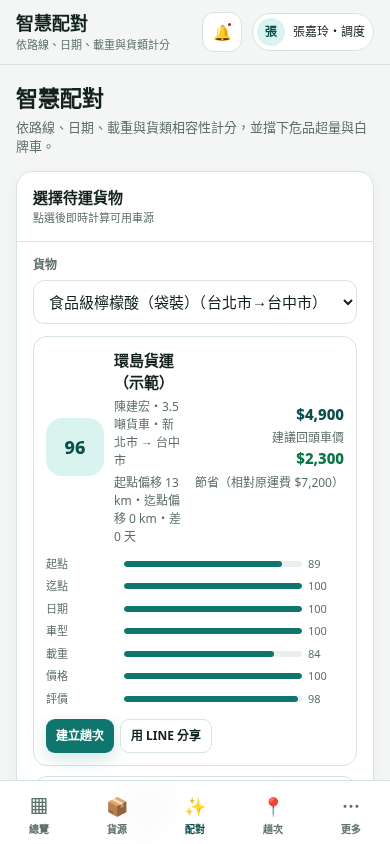 智慧配對
依路線、日期、載重與貨類計分
張
張嘉玲・調度
智慧配對
依路線、日期、載重與貨類相容性計分，並擋下危品超量與白
牌車。
選擇待運貨物
點選後即時計算可用車源
貨物
食品級檸檬酸（袋裝）（台北市→台中市）
96
環島貨運
（示範）
陳建宏・3.5
噸貨車・新
北市 → 台中
市
起點偏移 13
km・迄點偏
移 0 km・差
0 天
$4,900
建議回頭車價
$2,300
節省（相對原運費 $7,200）
起點 89
迄點 100
日期 100
車型 100
載重 84
價格 100
評價 98
建立趟次
用 LINE 分享
總覽
貨源
配對
趟次
更多